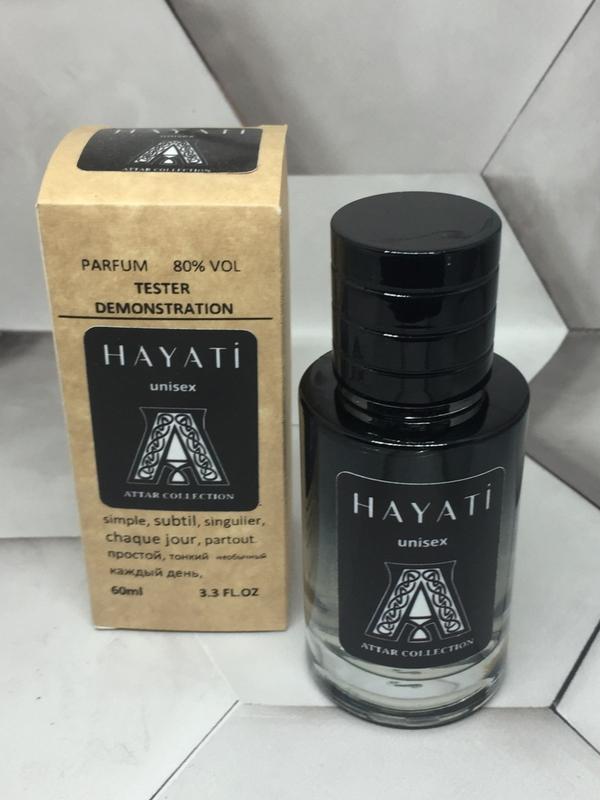 HAYATİ
unisex
ATTAR COLLECTION
PARFUM 80% VOL
TESTER
DEMONSTRATION
HAYATİ
unisex
ATTAR COLLECTION
simple, subtil, singulier,
chaque jour, partout
простой, тонкий необычный
каждый день,
60ml 3.3 FL.OZ
HAYATİ
unisex
ATTAR COLLECTION